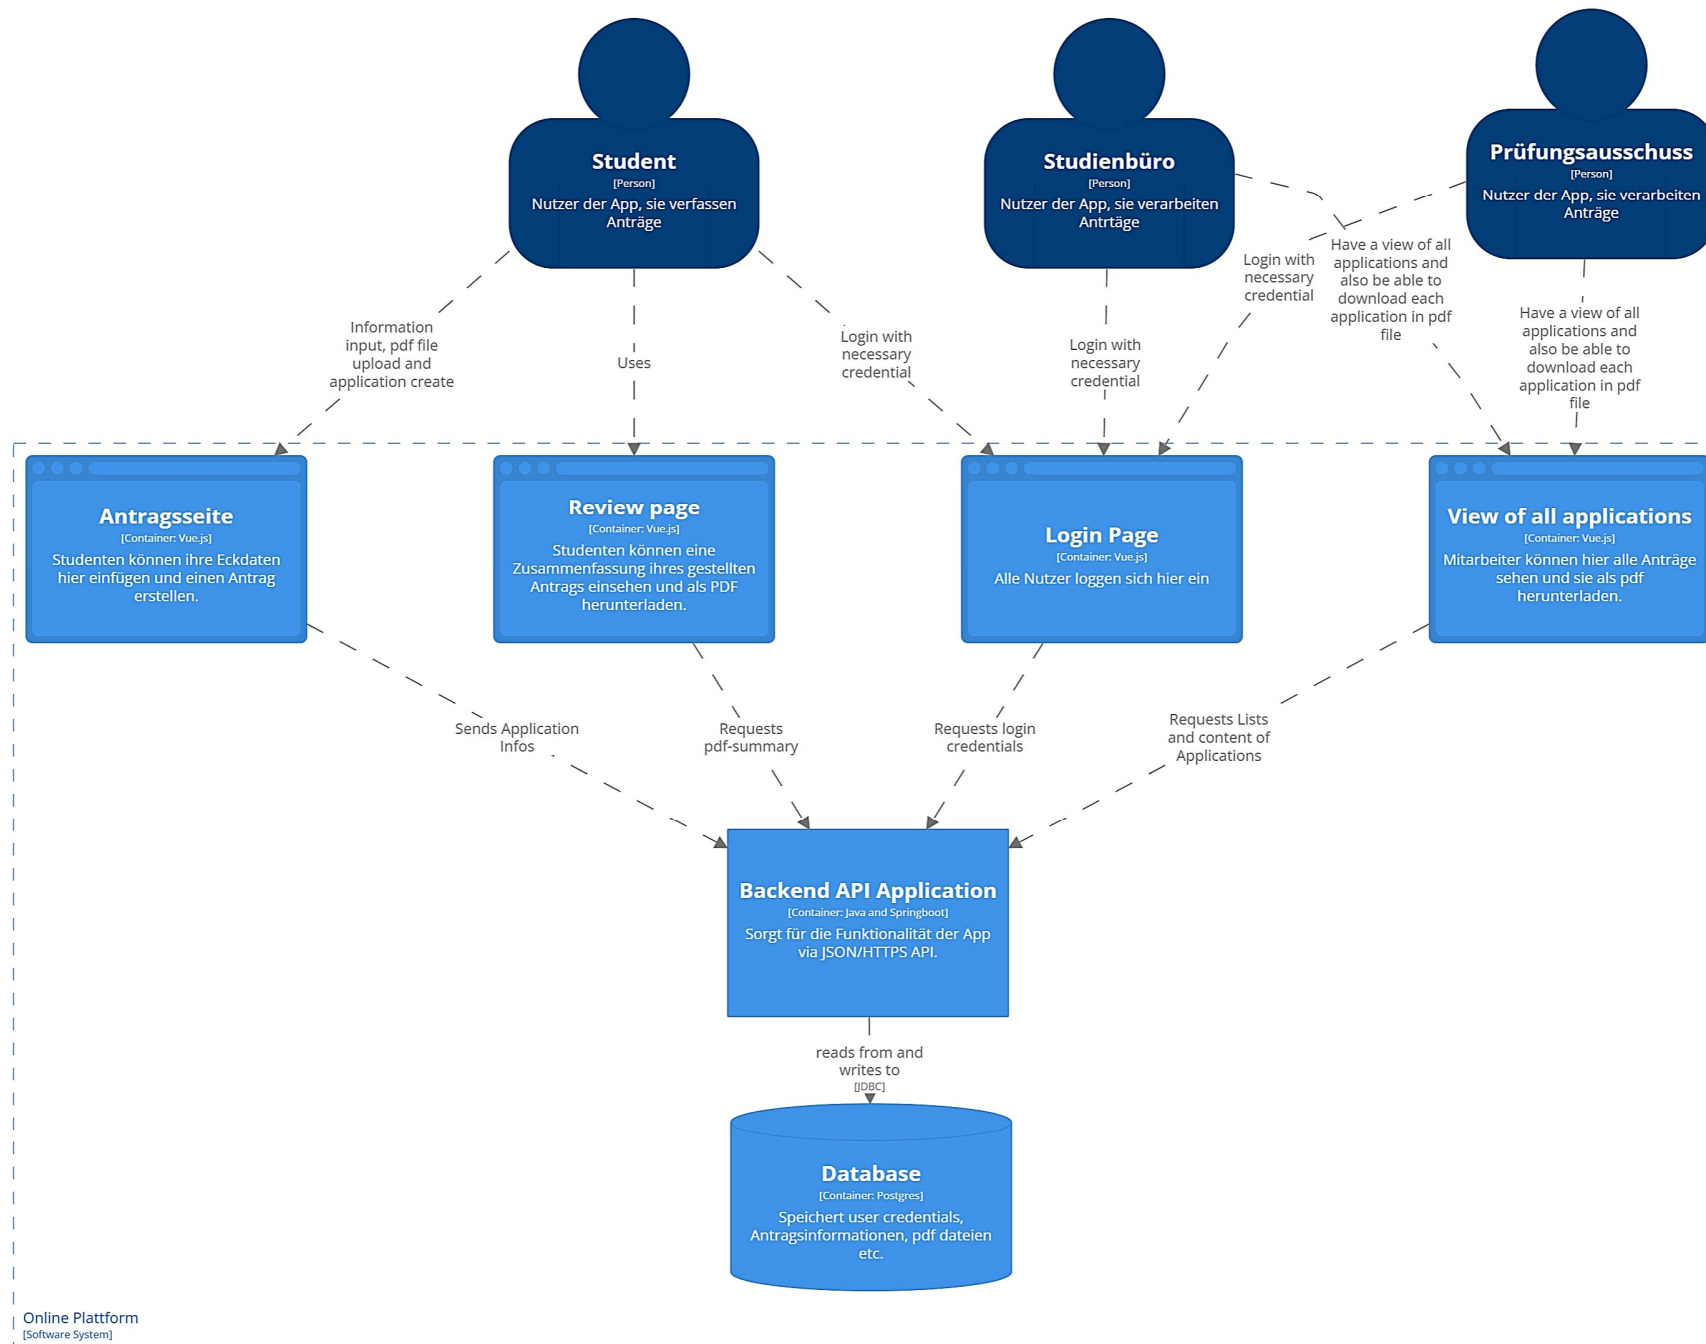 Student
[Person]
Nutzer der App, sie verfassen
Anträge
Studienbüro
[Person]
Nutzer der App, sie verarbeiten
Antrtäge
Prüfungsausschuss
[Person]
Nutzer der App, sie verarbeiten
Anträge
Information
input, pdf file
upload and
application create
Uses
Login with
necessary
credential
Login with
necessary
credential
Login with
necessary
credential
Have a view of all
applications and
also be able to
download each
application in pdf
file
Have a view of all
applications and
also be able to
download each
application in pdf
file
Antragsseite
[Container: Vue.js]
Studenten können ihre Eckdaten
hier einfügen und einen Antrag
erstellen.
Review page
[Container: Vue.js]
Studenten können eine
Zusammenfassung ihres gestellten
Antrags einsehen und als PDF
herunterladen.
Login Page
[Container: Vue.js]
Alle Nutzer loggen sich hier ein
View of all applications
[Container: Vue.js]
Mitarbeiter können hier alle Anträge
sehen und sie als pdf
herunterladen.
Sends Application
Infos
Requests
pdf-summary
Requests login
credentials
Requests Lists
and content of
Applications
Backend API Application
[Container: Java and Springboot]
Sorgt für die Funktionalität der App
via JSON/HTTPS API.
reads from and
writes to
[JDBC]
Database
[Container: Postgres]
Speichert user credentials,
Antragsinformationen, pdf dateien
etc.
Online Plattform
[Software System]